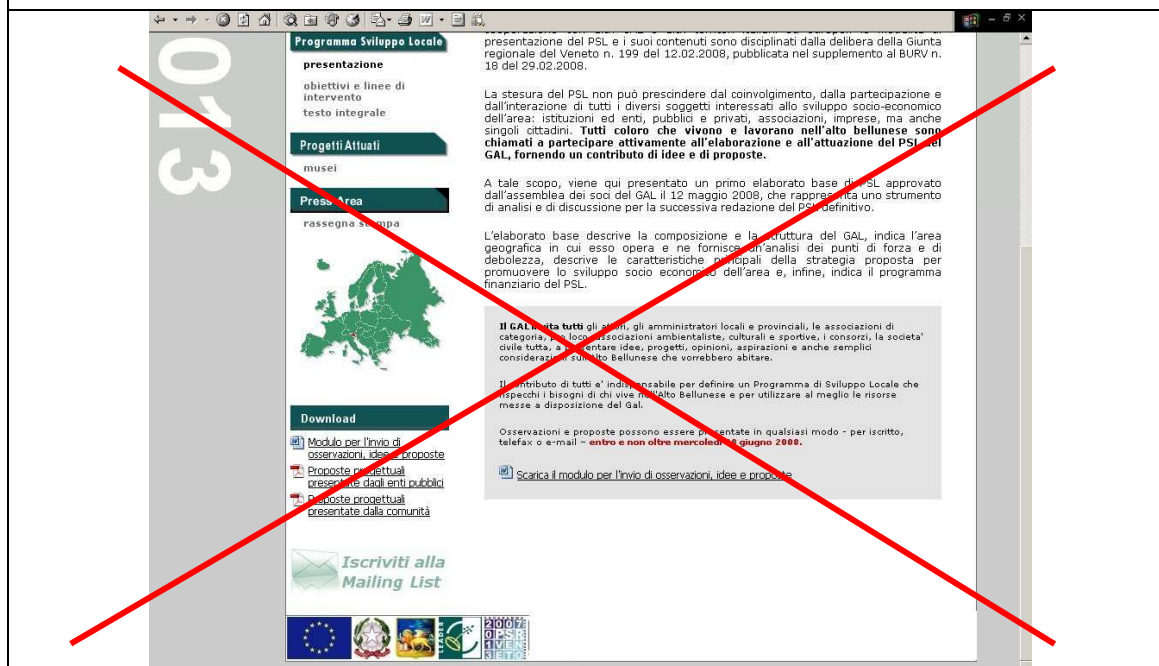 013
Programma Sviluppo Locale
presentazione
obiettivi e linee di
intervento
testo integrale
Progetti Attuati
musei
Press Area
rassegna stampa
Download
Modulo per l'invio di
osservazioni, idee e proposte
Proposte progettuali
presentate dagli enti pubblici
Proposte progettuali
presentate dalla comunità
Iscriviti alla
Mailing List
presentazione del PSL e i suoi contenuti sono disciplinati dalla delibera della Giunta
regionale del Veneto n. 199 del 12.02.2008, pubblicata nel supplemento al BURV n.
18 del 29.02.2008.
La stesura del PSL non può prescindere dal coinvolgimento, dalla partecipazione e
dall'interazione di tutti i diversi soggetti interessati allo sviluppo socio-economico
dell'area: istituzioni ed enti, pubblici e privati, associazioni, imprese, ma anche
singoli cittadini. Tutti coloro che vivono e lavorano nell'alto bellunese sono
chiamati a partecipare attivamente all'elaborazione e all'attuazione del PSL del
GAL, fornendo un contributo di idee e di proposte.
A tale scopo, viene qui presentato un primo elaborato base di PSL approvato
dall'assemblea dei soci del GAL il 12 maggio 2008, che rappresenta uno strumento
di analisi e di discussione per la successiva redazione del PSL definitivo.
L'elaborato base descrive la composizione e la struttura del GAL, indica l'area
geografica in cui esso opera e ne fornisce un'analisi dei punti di forza e di
debolezza, descrive le caratteristiche principali della strategia proposta per
promuovere lo sviluppo socio economico dell'area e, infine, indica il programma
finanziario del PSL.
Il GAL invita tutti gli attori, gli amministratori locali e provinciali, le associazioni di
categoria, pro loco, associazioni ambientaliste, culturali e sportive, i consorzi, la societa'
civile tutta, a presentare idee, progetti, opinioni, aspirazioni e anche semplici
considerazioni sull'Alto Bellunese che vorrebbero abitare.
Il contributo di tutti e' indispensabile per definire un Programma di Sviluppo Locale che
rispecchi i bisogni di chi vive nell'Alto Bellunese e per utilizzare al meglio le risorse
messe a disposizione del Gal.
Osservazioni e proposte possono essere presentate in qualsiasi modo - per iscritto,
telefax o e-mail – entro e non oltre mercoledì 18 giugno 2008.
Scarica il modulo per l'invio di osservazioni, idee e proposte
LEADER
2007
PSR
VEN
ETO